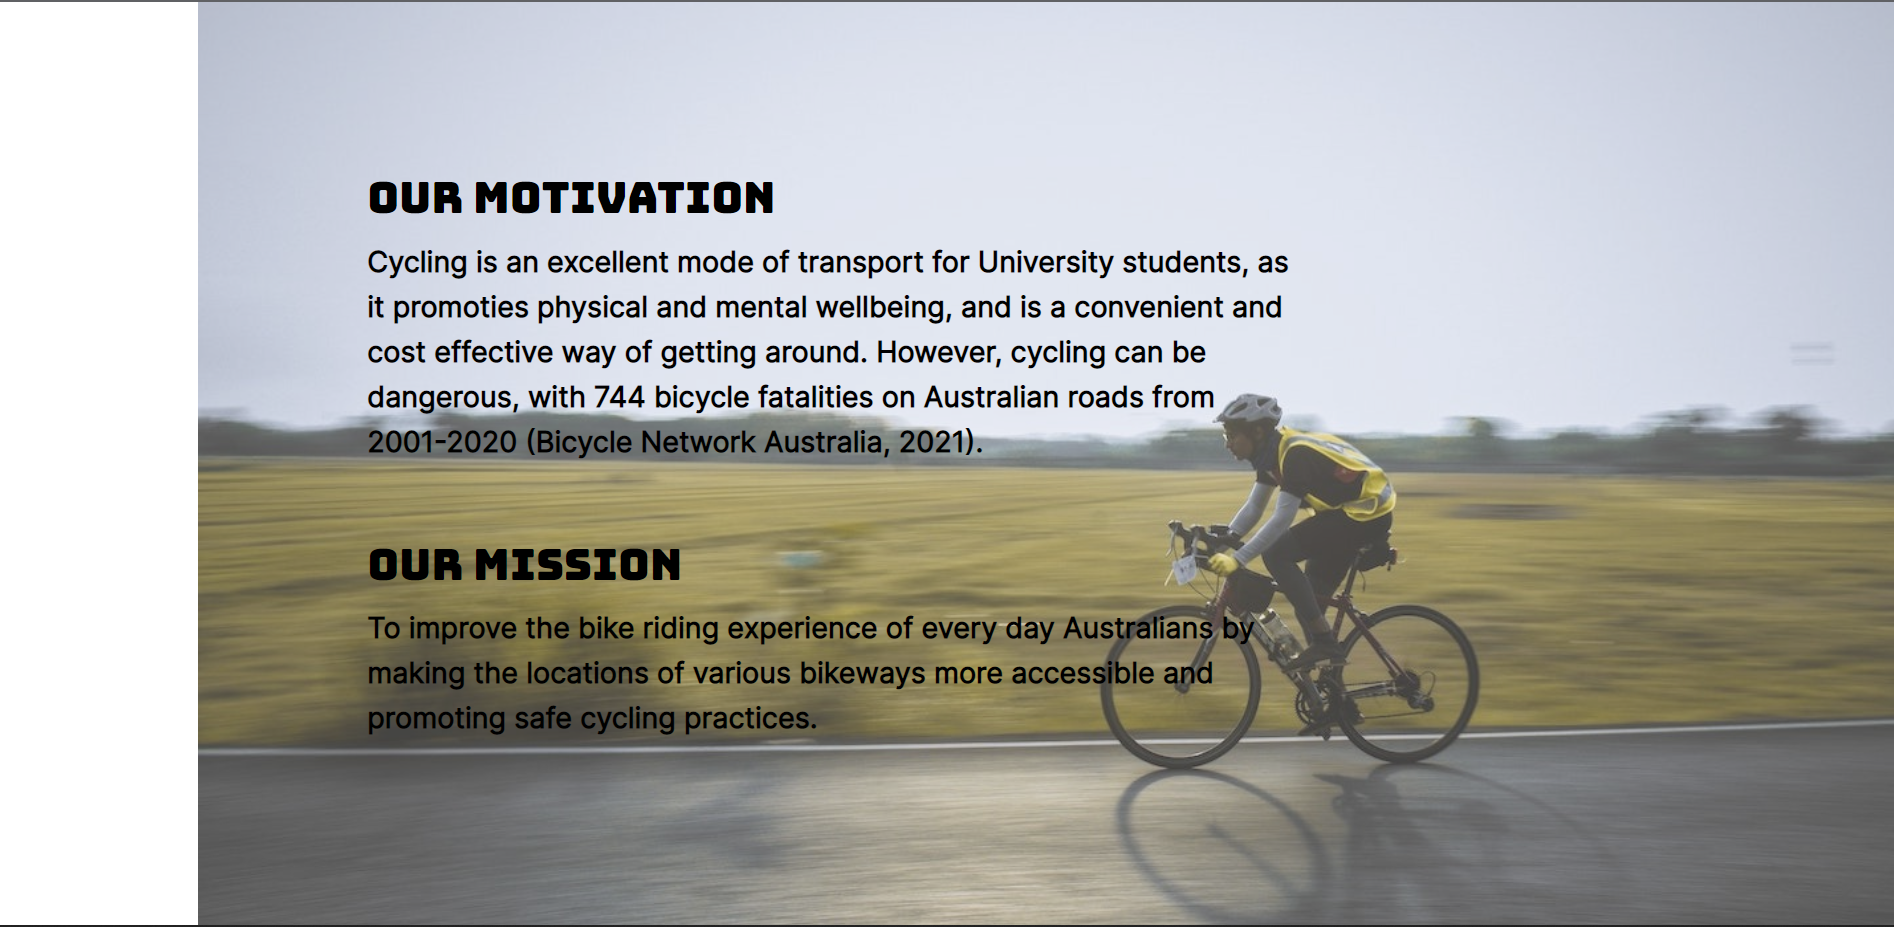 OUR MOTIVATION
Cycling is an excellent mode of transport for University students, as
it promoties physical and mental wellbeing, and is a convenient and
cost effective way of getting around. However, cycling can be
dangerous, with 744 bicycle fatalities on Australian roads from
2001-2020 (Bicycle Network Australia, 2021).
OUR MISSION
To improve the bike riding experience of every day Australians by
making the locations of various bikeways more accessible and
promoting safe cycling practices.